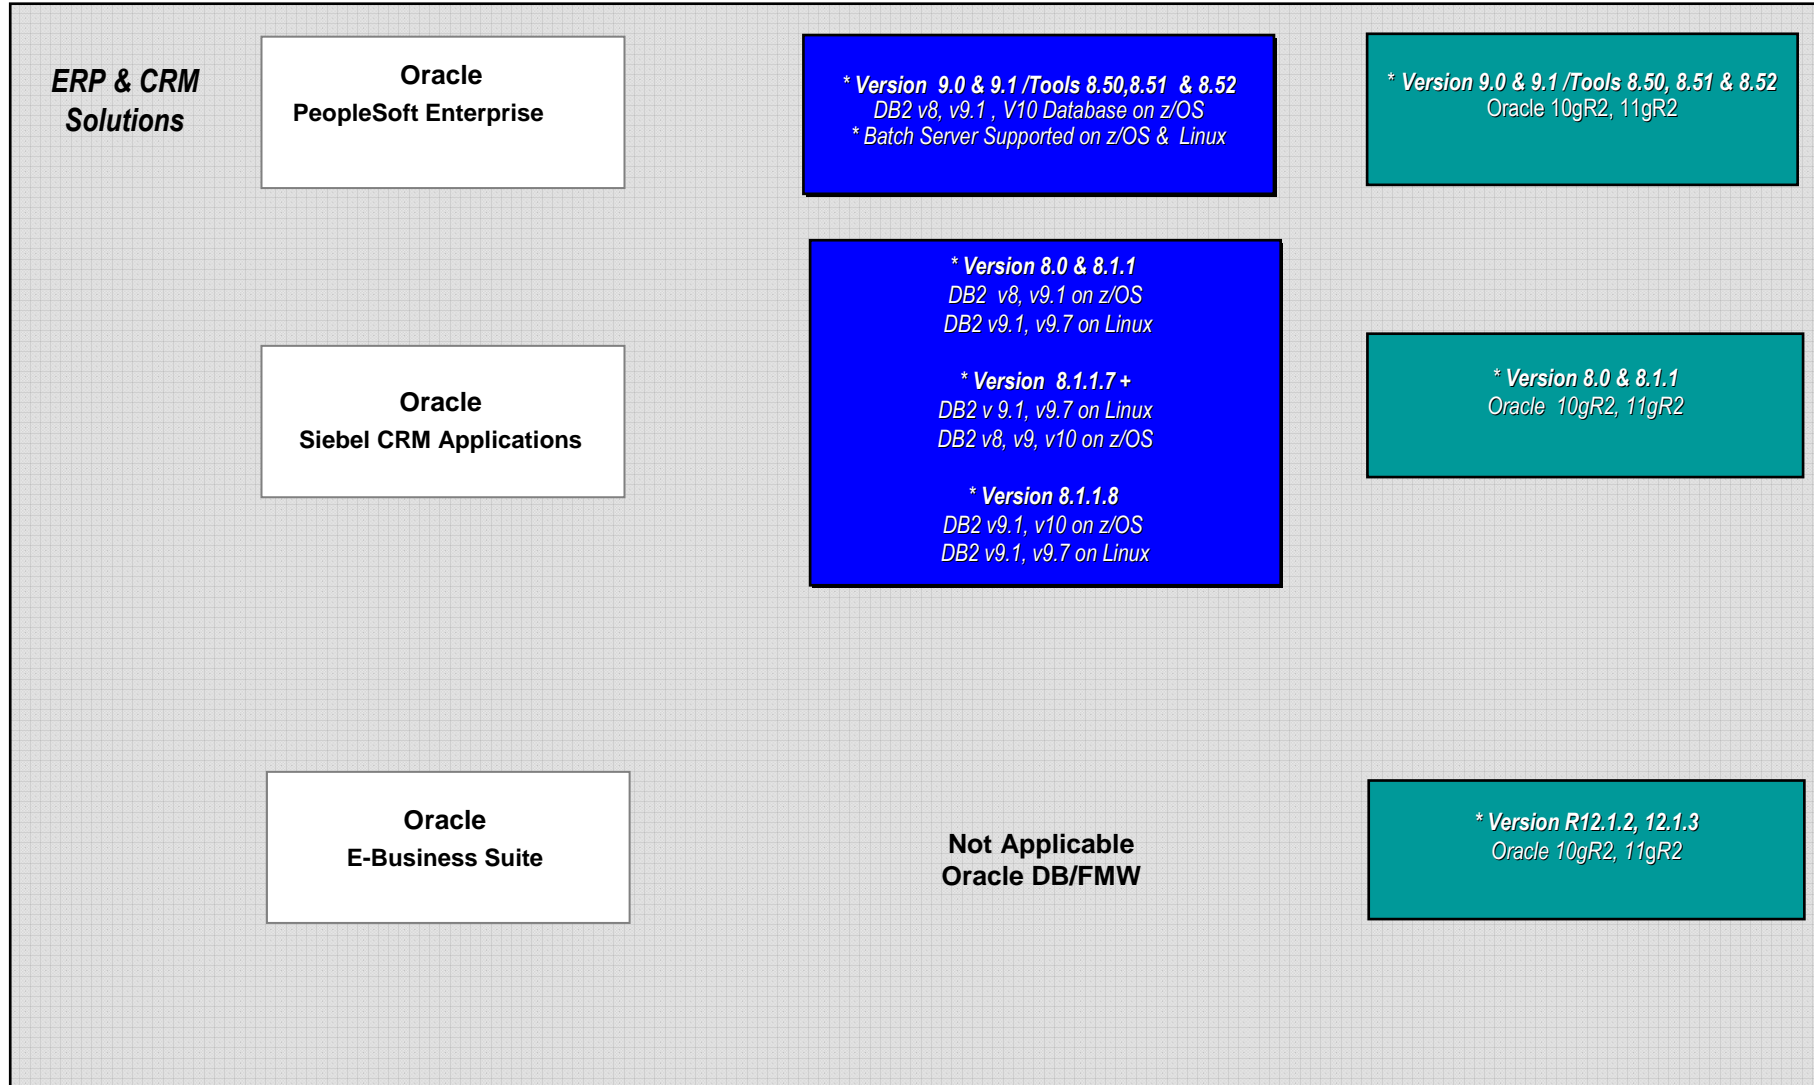 ERP & CRM
Solutions
Oracle
PeopleSoft Enterprise
* Version 9.0 & 9.1 /Tools 8.50,8.51 & 8.52
DB2 v8, v9.1 , V10 Database on z/OS
* Batch Server Supported on z/OS & Linux
* Version 9.0 & 9.1 /Tools 8.50, 8.51 & 8.52
Oracle 10gR2, 11gR2
Oracle
Siebel CRM Applications
* Version 8.0 & 8.1.1
DB2 v8, v9.1 on z/OS
DB2 v9.1, v9.7 on Linux
* Version 8.1.1.7 +
DB2 v 9.1, v9.7 on Linux
DB2 v8, v9, v10 on z/OS
* Version 8.1.1.8
DB2 v9.1, v10 on z/OS
DB2 v9.1, v9.7 on Linux
* Version 8.0 & 8.1.1
Oracle 10gR2, 11gR2
Oracle
E-Business Suite
Not Applicable
Oracle DB/FMW
* Version R12.1.2, 12.1.3
Oracle 10gR2, 11gR2